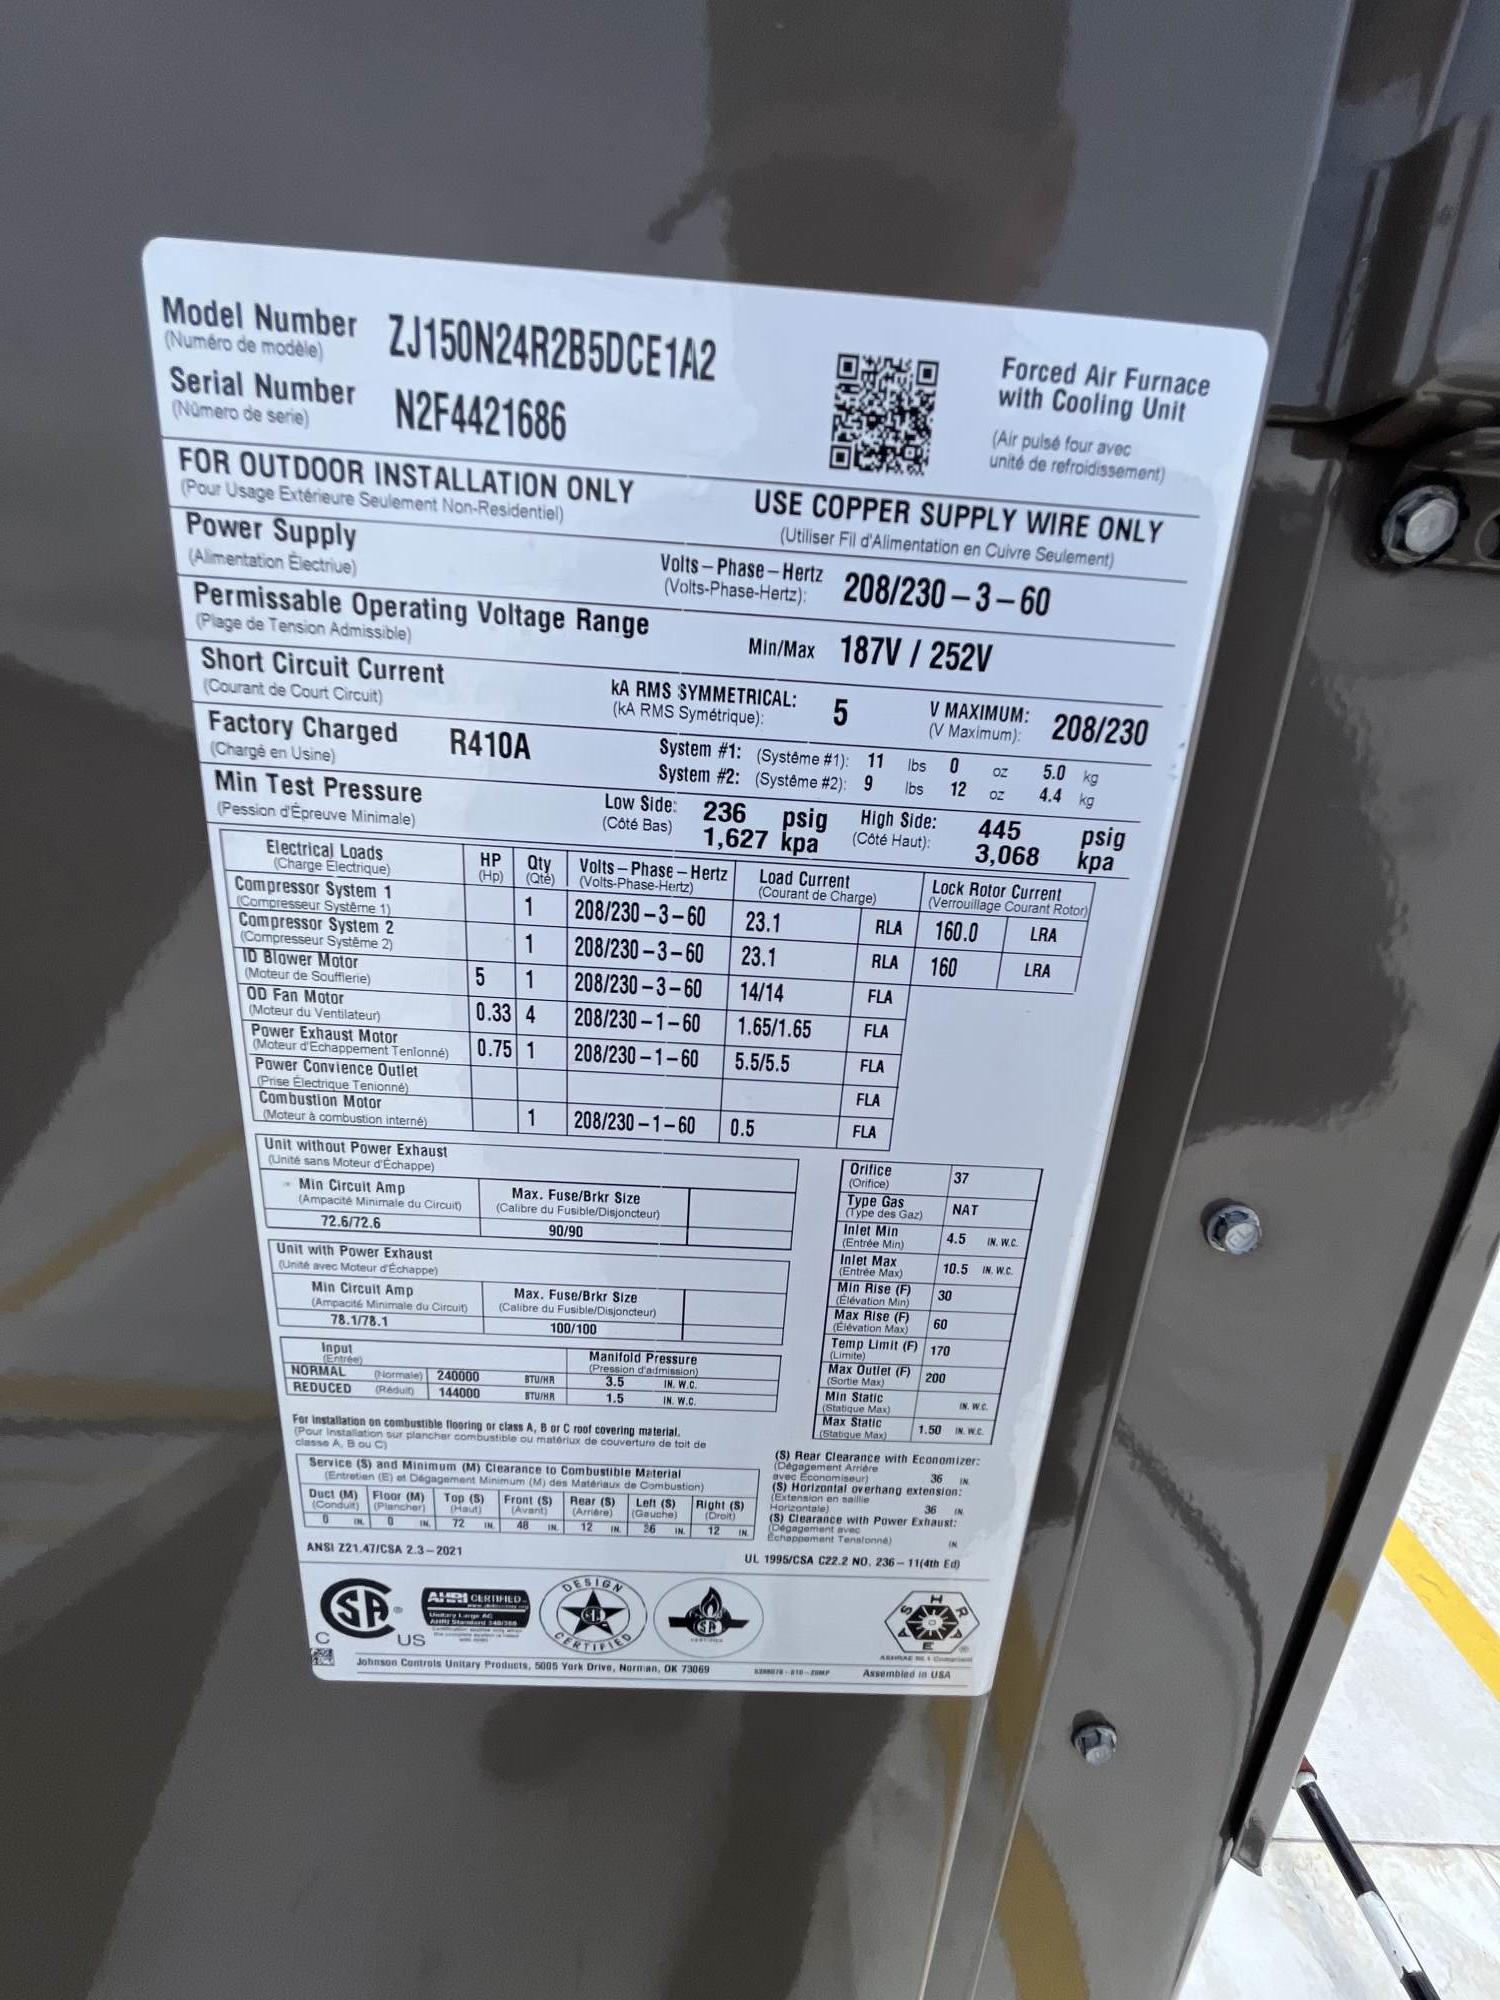 Model Number ZJ150N24R2B5DCE1A2
(Numéro de modèle)
Serial Number N2F4421686
(Número de serie)
Forced Air Furnace
with Cooling Unit
(Air pulsé four avec
unité de refroidissement)
FOR OUTDOOR INSTALLATION ONLY
(Pour Usage Extérieure Seulement Non-Residentiel)
USE COPPER SUPPLY WIRE ONLY
(Utiliser Fil d'Alimentation en Cuivre Seulement)
Power Supply
(Alimentation Électriue)
Volts – Phase – Hertz 208/230 – 3 – 60
(Volts-Phase-Hertz):
Permissable Operating Voltage Range
(Plage de Tension Admissible)
Min/Max 187V / 252V
Short Circuit Current
(Courant de Court Circuit)
kA RMS SYMMETRICAL: 5 V MAXIMUM: 208/230
(kA RMS Symétrique): (V Maximum):
Factory Charged R410A
(Chargé en Usine)
System #1: (Système #1): 11 lbs 0 oz 5.0 kg
System #2: (Système #2): 9 lbs 12 oz 4.4 kg
Min Test Pressure
(Pession d'Épreuve Minimale)
Low Side: 236 psig High Side: 445 psig
(Côté Bas) 1,627 kpa (Côté Haut): 3,068 kpa
Electrical Loads HP Qty Volts – Phase – Hertz Load Current Lock Rotor Current
(Charge Électrique) (Hp) (Qté) (Volts-Phase-Hertz) (Courant de Charge) (Verrouillage Courant Rotor)
Compressor System 1 1 208/230 – 3 – 60 23.1 RLA 160.0 LRA
(Compresseur Système 1)
Compressor System 2 1 208/230 – 3 – 60 23.1 RLA 160 LRA
(Compresseur Système 2)
ID Blower Motor 5 1 208/230 – 3 – 60 14/14 FLA
(Moteur de Soufflerie)
OD Fan Motor 0.33 4 208/230 – 1 – 60 1.65/1.65 FLA
(Moteur du Ventilateur)
Power Exhaust Motor 0.75 1 208/230 – 1 – 60 5.5/5.5 FLA
(Moteur d'Echappement Tenionné)
Power Convience Outlet FLA
(Prise Électrique Tenionné)
Combustion Motor 1 208/230 – 1 – 60 0.5 FLA
(Moteur à combustion interné)
Unit without Power Exhaust
(Unité sans Moteur d'Échappe)
Min Circuit Amp Max. Fuse/Brkr Size
(Ampacité Minimale du Circuit) (Calibre du Fusible/Disjoncteur)
72.6/72.6 90/90
Unit with Power Exhaust
(Unité avec Moteur d'Échappe)
Min Circuit Amp Max. Fuse/Brkr Size
(Ampacité Minimale du Circuit) (Calibre du Fusible/Disjoncteur)
78.1/78.1 100/100
Input Manifold Pressure
(Entrée) (Pression d'admission)
NORMAL (Normale) 240000 BTU/HR 3.5 IN. W.C.
REDUCED (Réduit) 144000 BTU/HR 1.5 IN. W.C.
Orifice 37
(Orifice)
Type Gas NAT
(Type des Gaz)
Inlet Min 4.5 IN. W.C.
(Entrée Min)
Inlet Max 10.5 IN. W.C.
(Entrée Max)
Min Rise (F) 30
(Élévation Min)
Max Rise (F) 60
(Élévation Max)
Temp Limit (F) 170
(Limite)
Max Outlet (F) 200
(Sortie Max)
Min Static IN. W.C.
(Statique Max)
Max Static 1.50 IN. W.C.
(Statique Max)
For installation on combustible flooring or class A, B or C roof covering material.
(Pour Installation sur plancher combustible ou matériux de couverture de toit de
classe A, B ou C)
Service (S) and Minimum (M) Clearance to Combustible Material
(Entretien (E) et Dégagement Minimum (M) des Matériaux de Combustion)
Duct (M) Floor (M) Top (S) Front (S) Rear (S) Left (S) Right (S)
(Conduit) (Plancher) (Haut) (Avant) (Arrière) (Gauche) (Droit)
0 IN. 0 IN. 72 IN. 48 IN. 12 IN. 36 IN. 12 IN.
(S) Rear Clearance with Economizer:
(Dégagement Arrière
avec Économiseur) 36 IN.
(S) Horizontal overhang extension:
(Extension en saillie
Horizontale) 36 IN
(S) Clearance with Power Exhaust:
(Dégagement avec
Échappement Tensionné) IN.
ANSI Z21.47/CSA 2.3 – 2021
UL 1995/CSA C22.2 NO. 236 – 11(4th Ed)
SA
C US
AHRI CERTIFIED
Unitary Large AC
AHRI Standard 340/360
DESIGN
CERTIFIED
ASHRAE
Johnson Controls Unitary Products, 5005 York Drive, Norman, OK 73069
Assembled in USA